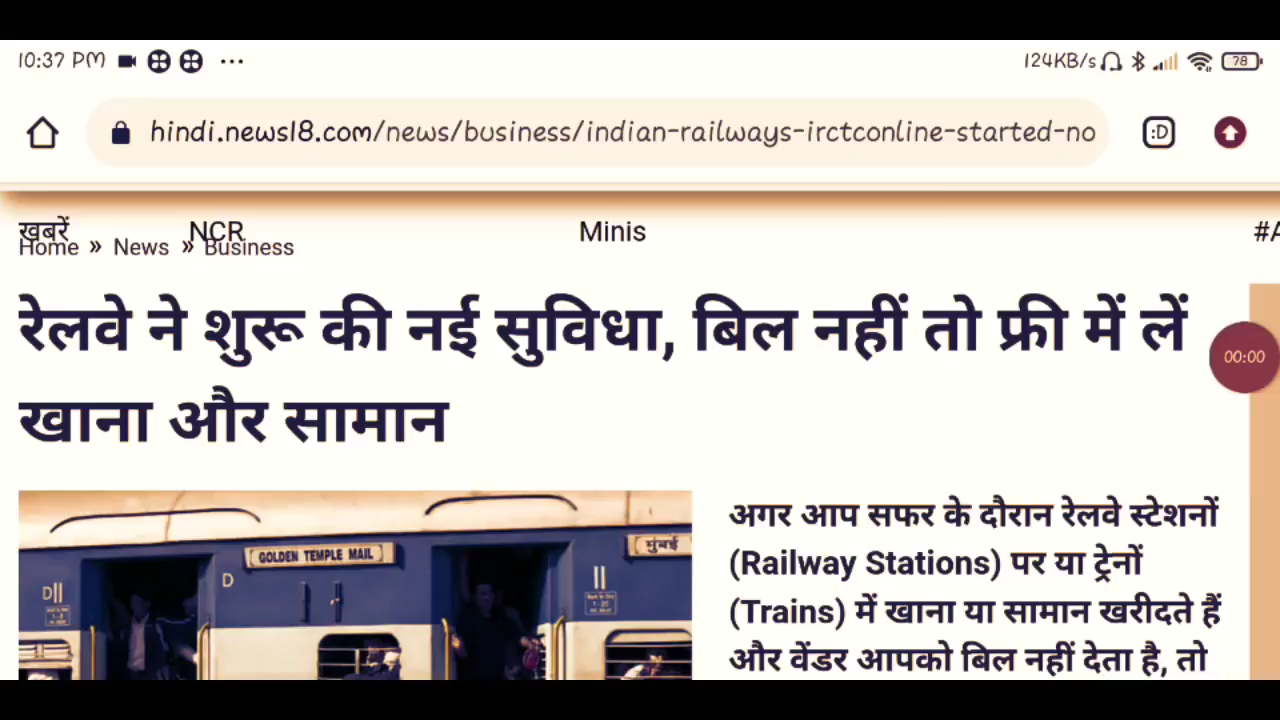 10:37 PM ...
124KB/s 78
hindi.news18.com/news/business/indian-railways-irctconline-started-no
:D
खबरें NCR Minis #A
Home » News » Business
रेलवे ने शुरू की नई सुविधा, बिल नहीं तो फ्री में लें
00:00
खाना और सामान
GOLDEN TEMPLE MAIL
मुंबई
D
D||
||
अगर आप सफर के दौरान रेलवे स्टेशनों
(Railway Stations) पर या ट्रेनों
(Trains) में खाना या सामान खरीदते हैं
और वेंडर आपको बिल नहीं देता है, तो